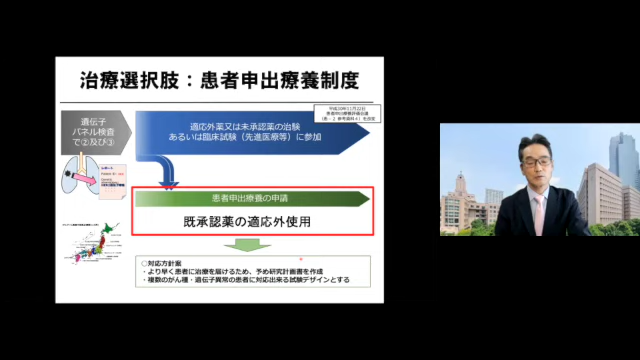 治療選択肢：患者申出療養制度
遺伝子
パネル検査
で②及び③
適応外薬又は未承認薬の治験
あるいは臨床試験（先進医療等）に参加
患者申出療養の申請
既承認薬の適応外使用
○対応方針案
・より早く患者に治療を届けるため、予め研究計画書を作成
・複数のがん種・遺伝子異常の患者に対応出来る試験デザインとする